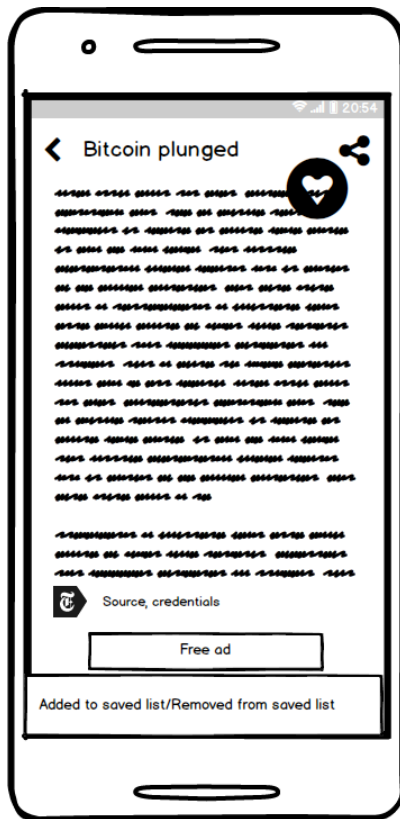 20:54
Bitcoin plunged
Source, credentials
Free ad
Added to saved list/Removed from saved list